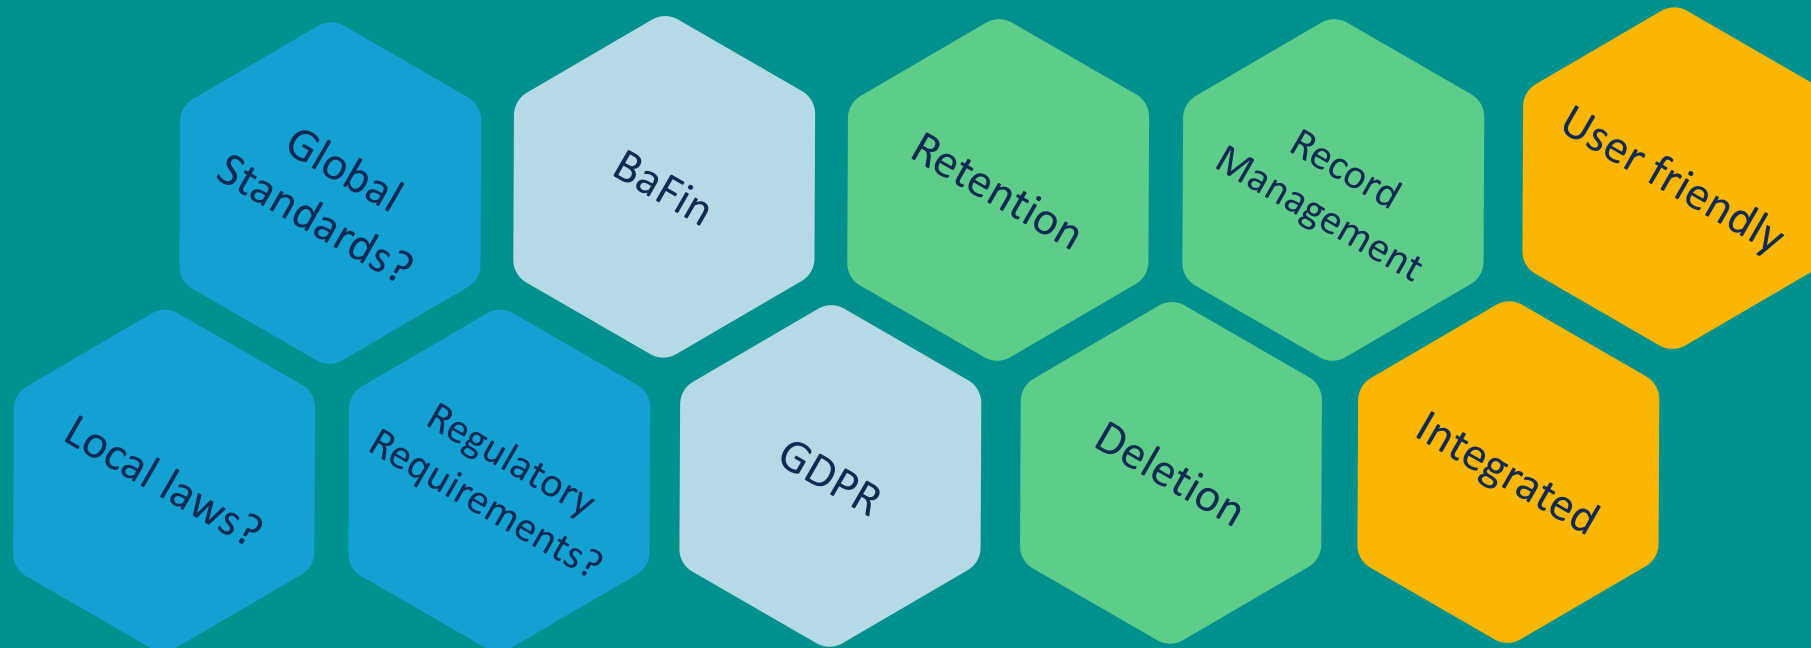 Global
Standards?
BaFin
Retention
Record
Management
User friendly
Local laws?
Regulatory
Requirements?
GDPR
Deletion
Integrated